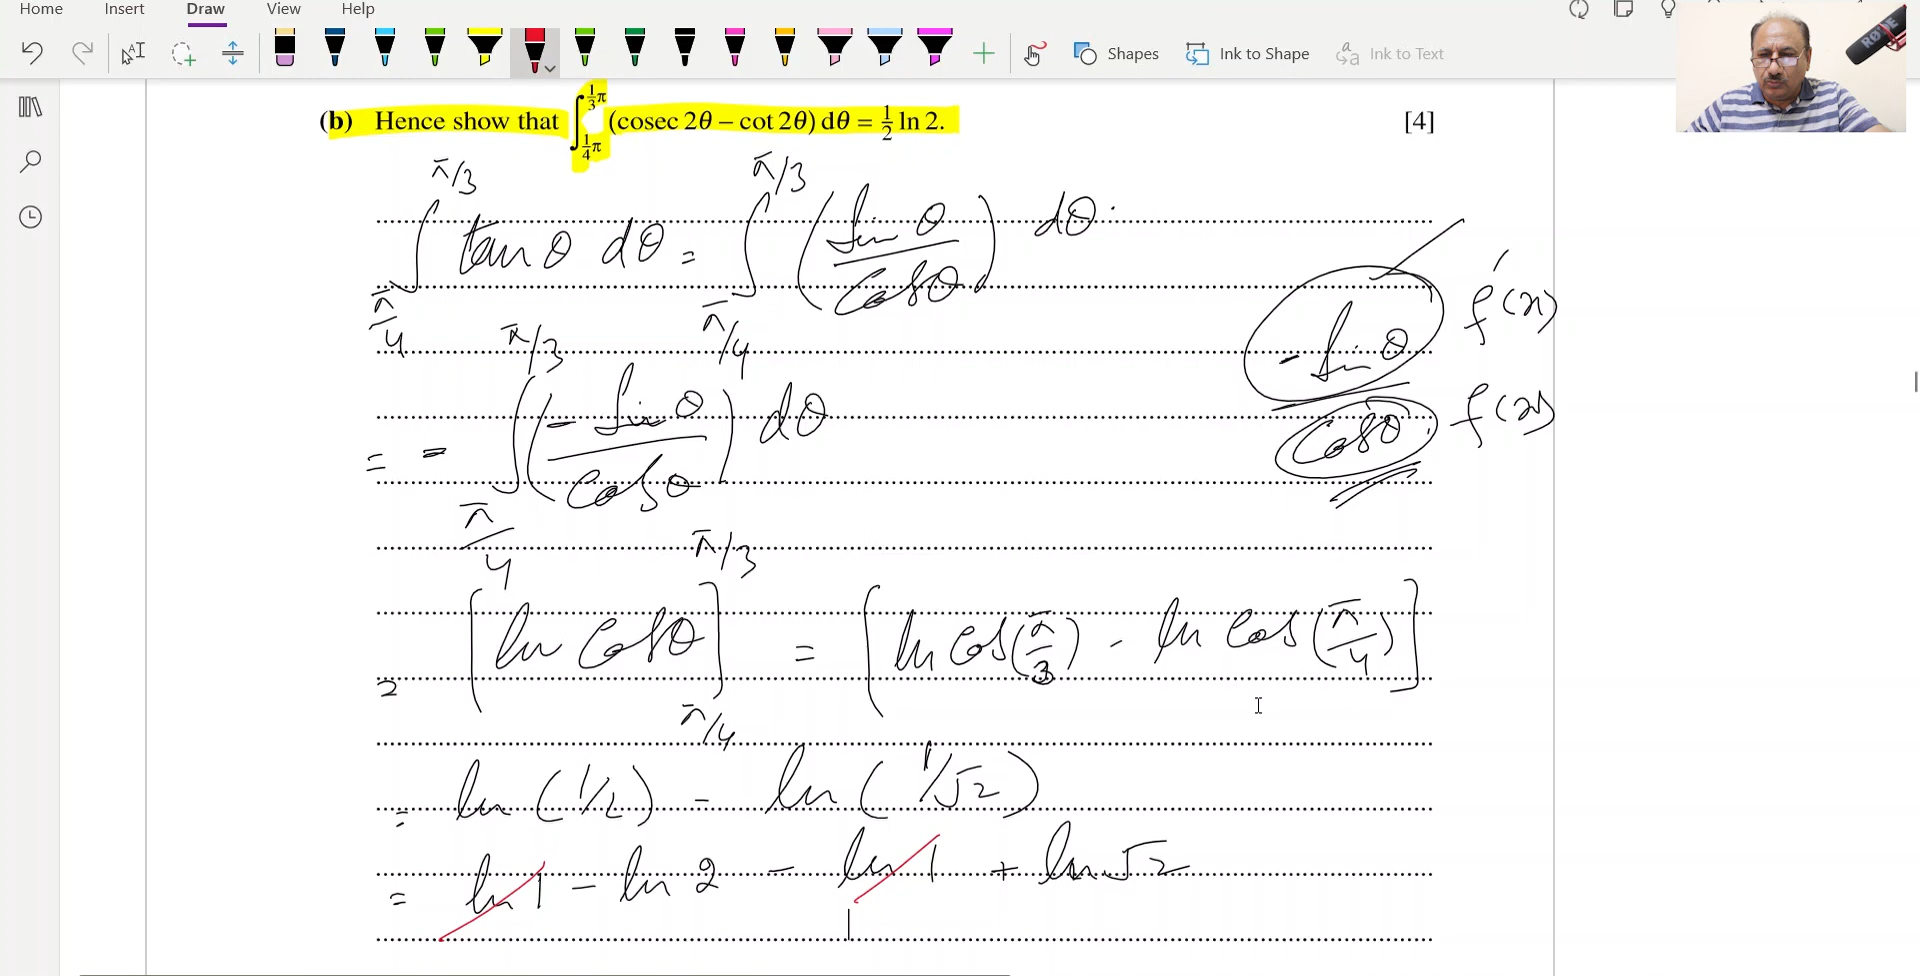 Home Insert Draw View Help
Shapes Ink to Shape Ink to Text
RØDE
(b) Hence show that ∫_{¼π}^{⅓π} (cosec 2θ − cot 2θ) dθ = ½ ln 2. [4]
∫_{π/4}^{π/3} tan θ dθ = ∫_{π/4}^{π/3} (sin θ / cos θ) dθ.
- sin θ / cos θ f'(x) / f(x)
= - ∫_{π/4}^{π/3} (- sin θ / cos θ) dθ
= [ln cos θ]_{π/4}^{π/3} = [ln cos(π/3) - ln cos(π/4)]
= ln (1/2) - ln (1/√2)
= ln 1 - ln 2 - ln 1 + ln √2